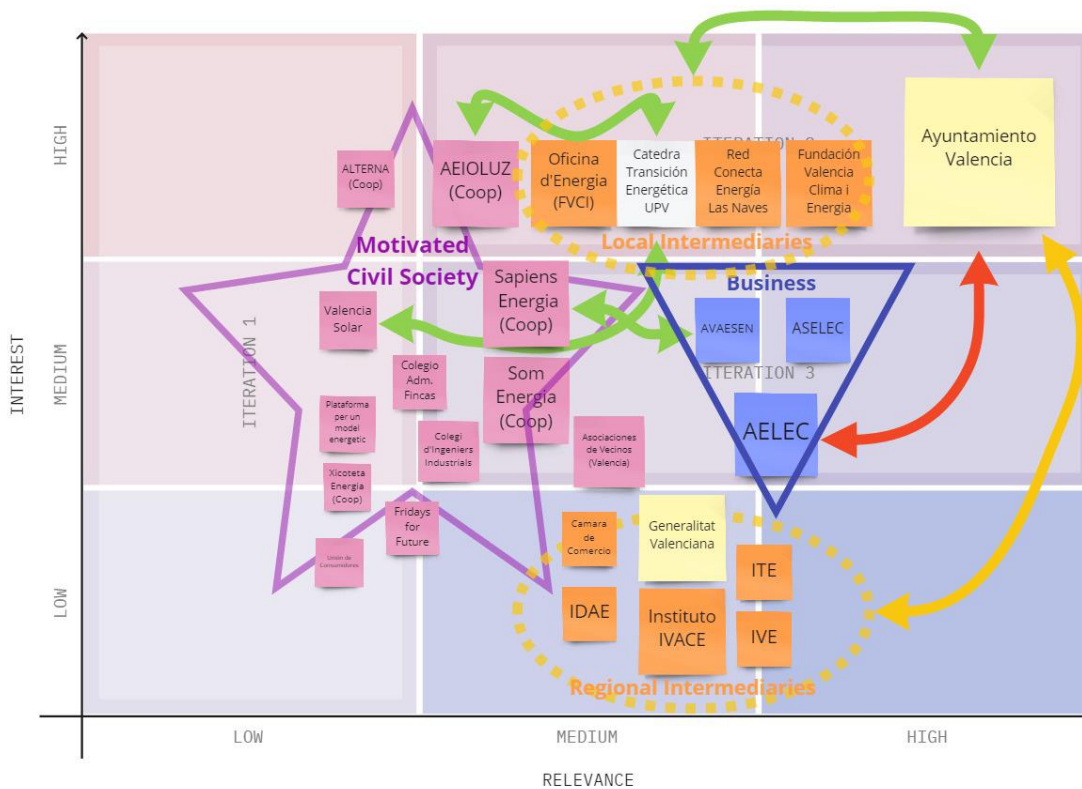 HIGH
ITERATION 2
Ayuntamiento
Valencia
ALTERNA
(Coop)
AEIOLUZ
(Coop)
Oficina
d'Energia
(FVCI)
Catedra
Transición
Energética
UPV
Red
Conecta
Energía
Las Naves
Fundación
Valencia
Clima i
Energia
Motivated
Civil Society
Local Intermediaries
INTEREST
MEDIUM
ITERATION 1
Valencia
Solar
Sapiens
Energia
(Coop)
Business
AVAESEN
ASELEC
ITERATION 3
Colegio
Adm.
Fincas
Som
Energia
(Coop)
AELEC
Plataforma
per un
model
energetic
Colegi
d'Ingeniers
Industrials
Asociaciones
de Vecinos
(Valencia)
Xicoteta
Energia
(Coop)
LOW
Fridays
for
Future
Unión de
Consumidores
Camara
de
Comercio
Generalitat
Valenciana
ITE
IDAE
Instituto
IVACE
IVE
Regional Intermediaries
LOW
MEDIUM
HIGH
RELEVANCE